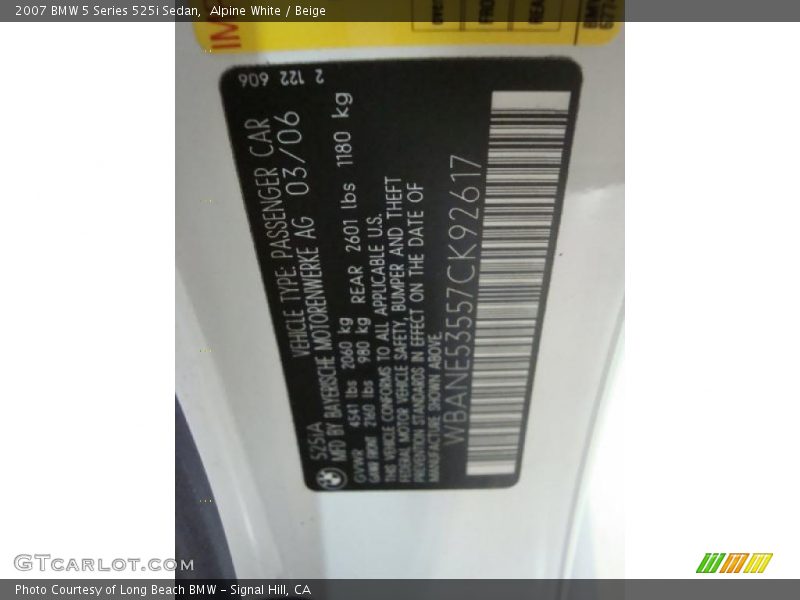 2007 BMW 5 Series 525i Sedan, Alpine White / Beige
2 122 606
525iA VEHICLE TYPE: PASSENGER CAR
MFD BY BAYERISCHE MOTORENWERKE AG 03/06
GVWR 4541 lbs 2060 kg
GAWR FRONT 2160 lbs 980 kg REAR 2601 lbs 1180 kg
THIS VEHICLE CONFORMS TO ALL APPLICABLE U.S.
FEDERAL MOTOR VEHICLE SAFETY, BUMPER AND THEFT
PREVENTION STANDARDS IN EFFECT ON THE DATE OF
MANUFACTURE SHOWN ABOVE.
WBANE53557CK92617
GTcarlot.com
Photo Courtesy of Long Beach BMW – Signal Hill, CA